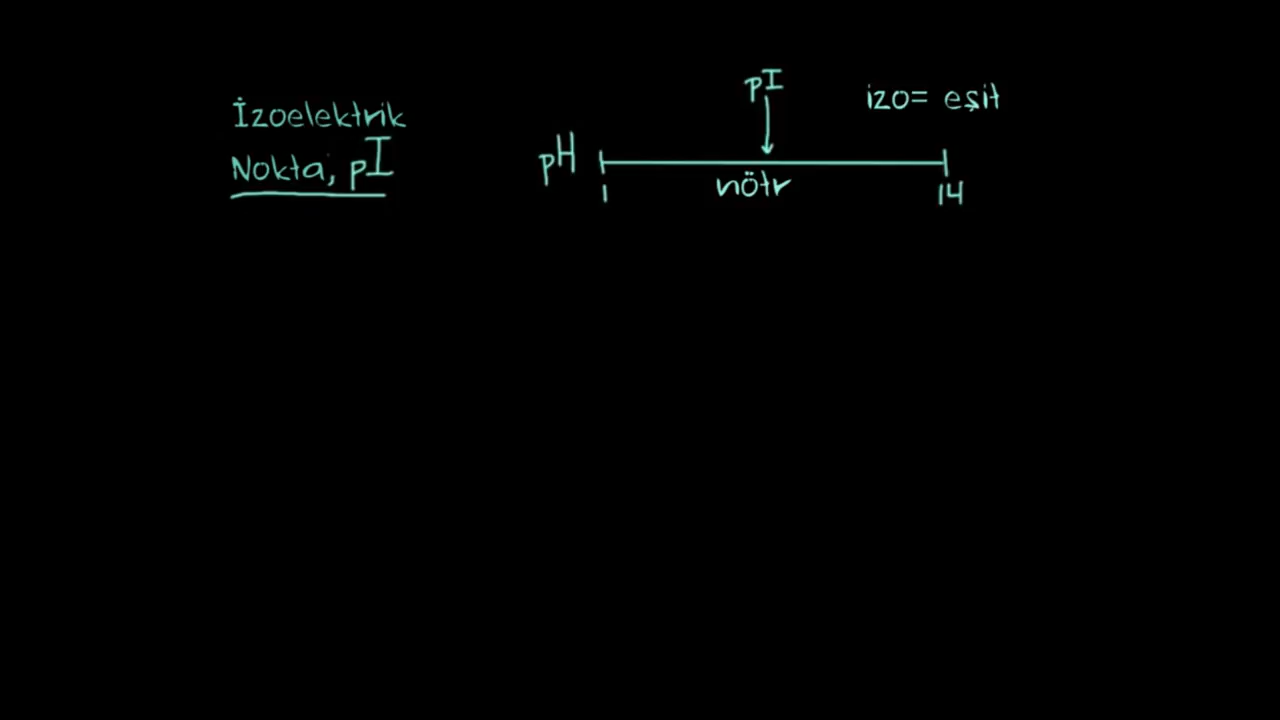 İzoelektrik
Nokta, pI
pI
izo= eşit
pH
nötr
1
14